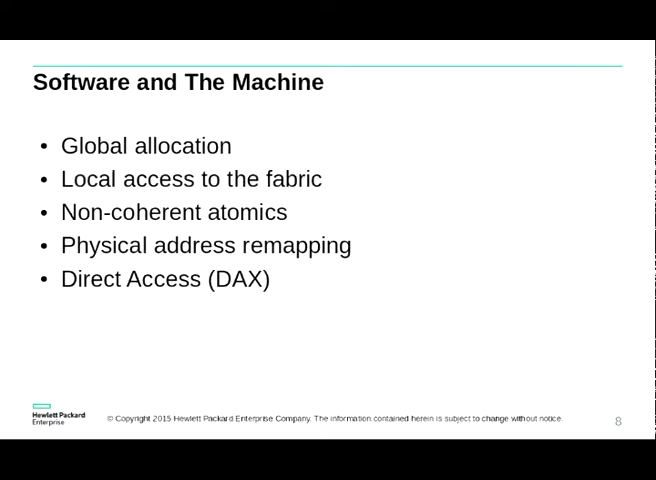 Software and The Machine
• Global allocation
• Local access to the fabric
• Non-coherent atomics
• Physical address remapping
• Direct Access (DAX)
Hewlett Packard
Enterprise
© Copyright 2015 Hewlett Packard Enterprise Company. The information contained herein is subject to change without notice.
8